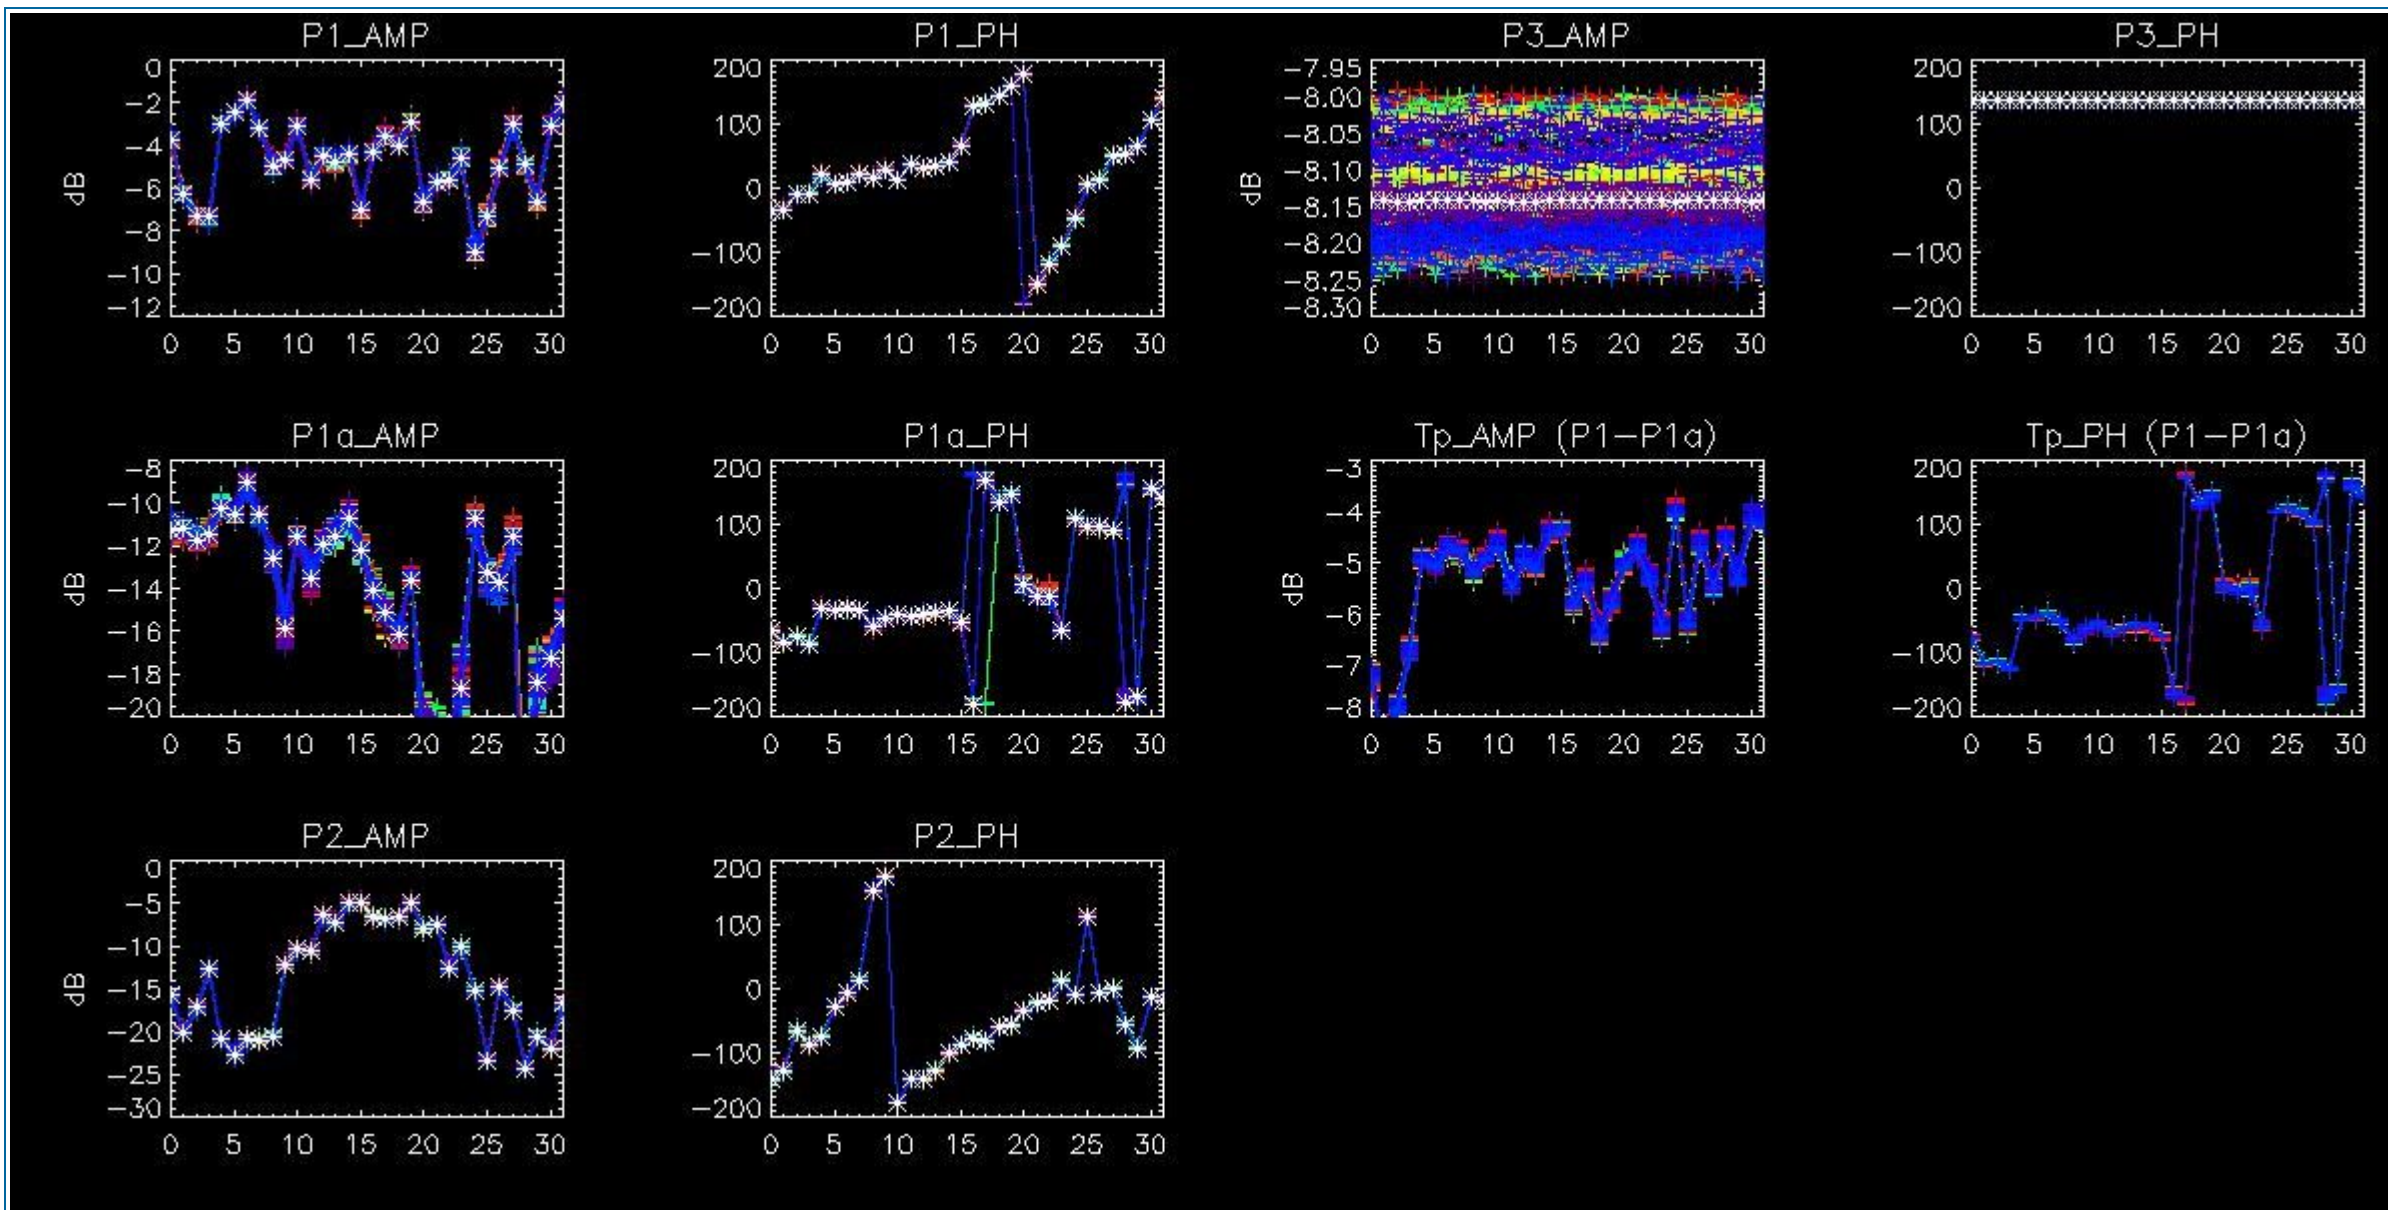 P1_AMP P1_PH P3_AMP P3_PH
0 200 −7.95 200
−2 −8.00
−4 100 −8.05 100
dB −6 0 dB −8.10 0
−8 −8.15
−10 −100 −8.20 −100
−12 −200 −8.25 −200
−8.30
0 5 10 15 20 25 30 0 5 10 15 20 25 30 0 5 10 15 20 25 30 0 5 10 15 20 25 30
P1a_AMP P1a_PH Tp_AMP (P1−P1a) Tp_PH (P1−P1a)
−8 200 −3 200
−10 100 −4 100
−12 −5
dB −14 0 dB 0
−16 −100 −6 −100
−18 −7
−20 −200 −8 −200
0 5 10 15 20 25 30 0 5 10 15 20 25 30 0 5 10 15 20 25 30 0 5 10 15 20 25 30
P2_AMP P2_PH
0 200
−5 100
−10
dB −15 0
−20 −100
−25
−30 −200
0 5 10 15 20 25 30 0 5 10 15 20 25 30